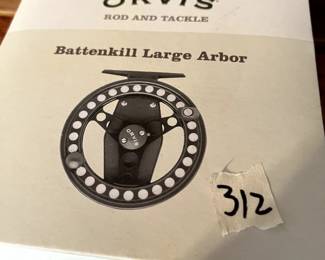 ORVIS
ROD AND TACKLE
Battenkill Large Arbor
ORVIS
312